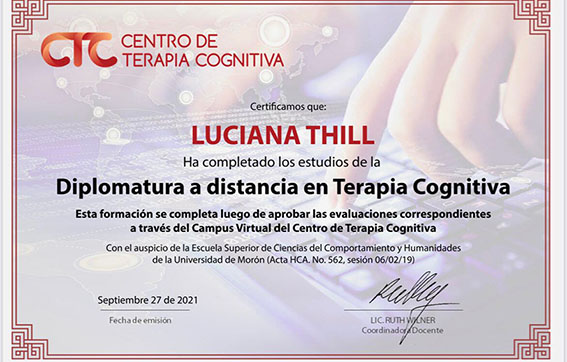 CTC CENTRO DE
TERAPIA COGNITIVA
Certificamos que:
LUCIANA THILL
Ha completado los estudios de la
Diplomatura a distancia en Terapia Cognitiva
Esta formación se completa luego de aprobar las evaluaciones correspondientes
a través del Campus Virtual del Centro de Terapia Cognitiva
Con el auspicio de la Escuela Superior de Ciencias del Comportamiento y Humanidades
de la Universidad de Morón (Acta HCA. No. 562, sesión 06/02/19)
Septiembre 27 de 2021
Fecha de emisión
LIC. RUTH WILNER
Coordinadora Docente